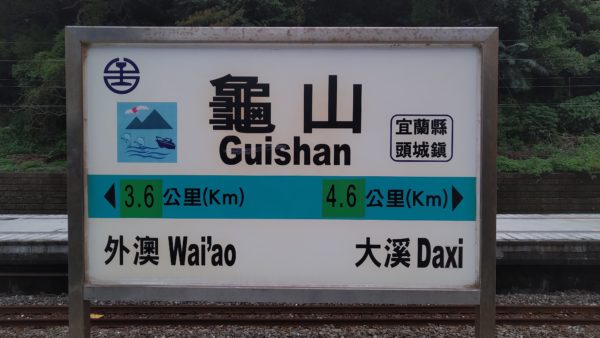 龜山
Guishan
宜蘭縣
頭城鎮
3.6 公里(Km) 4.6 公里(Km)
外澳 Wai'ao 大溪 Daxi